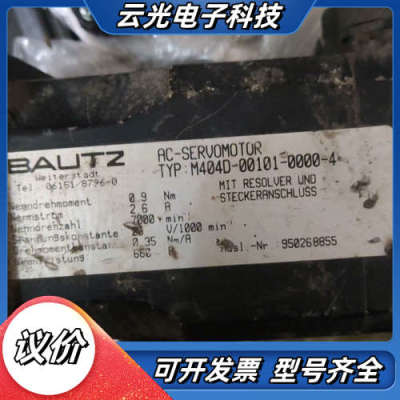 云光电子科技
BAUTZ
Weiterstadt
Tel. 06151-8796-0
AC-SERVOMOTOR
TYP: M404D-00101-0000-4
MIT RESOLVER UND
STECKERANSCHLUSS
0.9 Nm
2.6 A
min
V/1000 min
0.35 Nm/A
660
-Nr 950268855
议价
可开发票 型号齐全